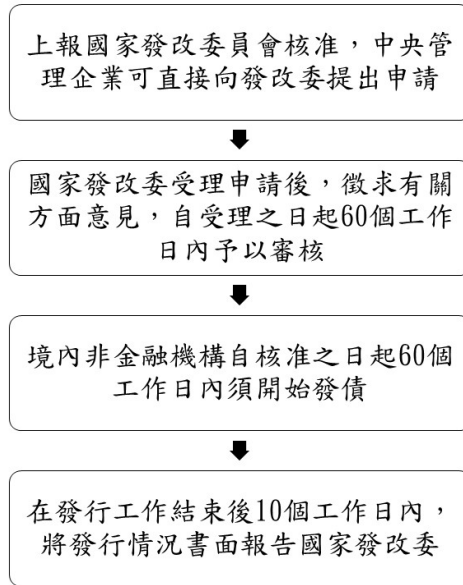 上報國家發改委員會核准，中央管
理企業可直接向發改委提出申請
國家發改委受理申請後，徵求有關
方面意見，自受理之日起60個工作
日內予以審核
境內非金融機構自核准之日起60個
工作日內須開始發債
在發行工作結束後10個工作日內，
將發行情況書面報告國家發改委